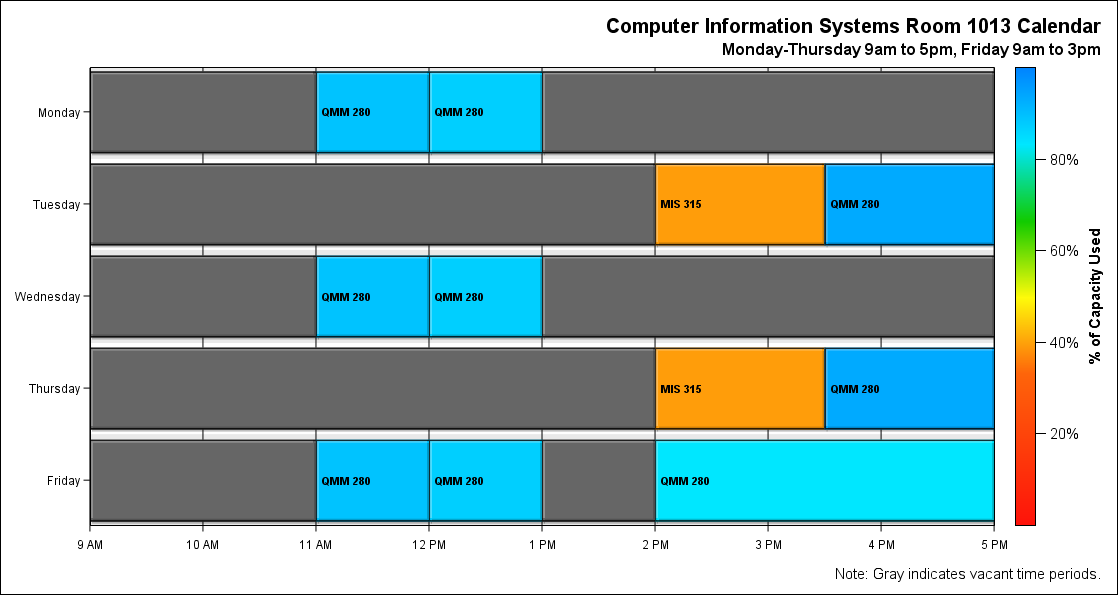 Computer Information Systems Room 1013 Calendar
Monday-Thursday 9am to 5pm, Friday 9am to 3pm
Monday
QMM 280
QMM 280
Tuesday
MIS 315
QMM 280
Wednesday
QMM 280
QMM 280
Thursday
MIS 315
QMM 280
Friday
QMM 280
QMM 280
QMM 280
9 AM
10 AM
11 AM
12 PM
1 PM
2 PM
3 PM
4 PM
5 PM
80%
60%
40%
20%
% of Capacity Used
Note: Gray indicates vacant time periods.